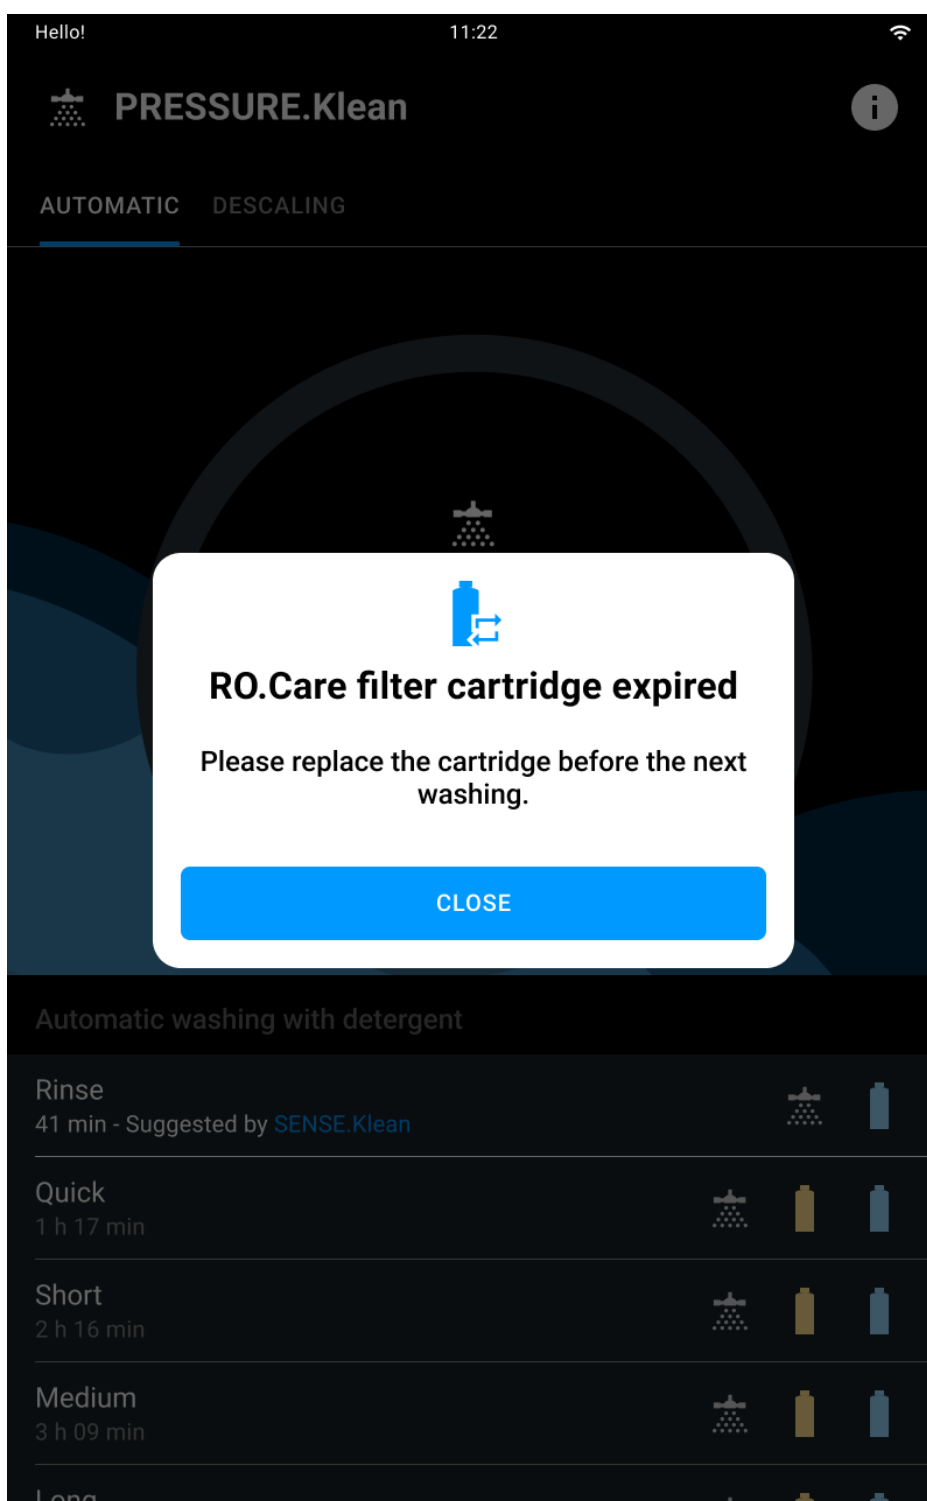 Hello! 11:22
PRESSURE.Klean
AUTOMATIC DESCALING
RO.Care filter cartridge expired
Please replace the cartridge before the next
washing.
CLOSE
Automatic washing with detergent
Rinse
41 min - Suggested by SENSE.Klean
Quick
1 h 17 min
Short
2 h 16 min
Medium
3 h 09 min
Long